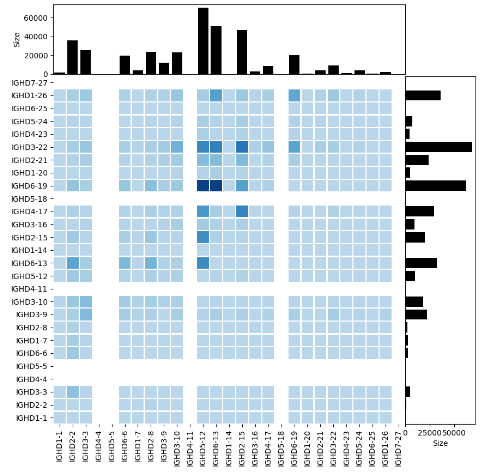 60000
40000
20000
0
Size
IGHD7-27
IGHD1-26
IGHD6-25
IGHD5-24
IGHD4-23
IGHD3-22
IGHD2-21
IGHD1-20
IGHD6-19
IGHD5-18
IGHD4-17
IGHD3-16
IGHD2-15
IGHD1-14
IGHD6-13
IGHD5-12
IGHD4-11
IGHD3-10
IGHD3-9
IGHD2-8
IGHD1-7
IGHD6-6
IGHD5-5
IGHD4-4
IGHD3-3
IGHD2-2
IGHD1-1
IGHD1-1
IGHD2-2
IGHD3-3
IGHD4-4
IGHD5-5
IGHD6-6
IGHD1-7
IGHD2-8
IGHD3-9
IGHD3-10
IGHD4-11
IGHD5-12
IGHD6-13
IGHD1-14
IGHD2-15
IGHD3-16
IGHD4-17
IGHD5-18
IGHD6-19
IGHD1-20
IGHD2-21
IGHD3-22
IGHD4-23
IGHD5-24
IGHD6-25
IGHD1-26
IGHD7-27
0 25000 50000
Size